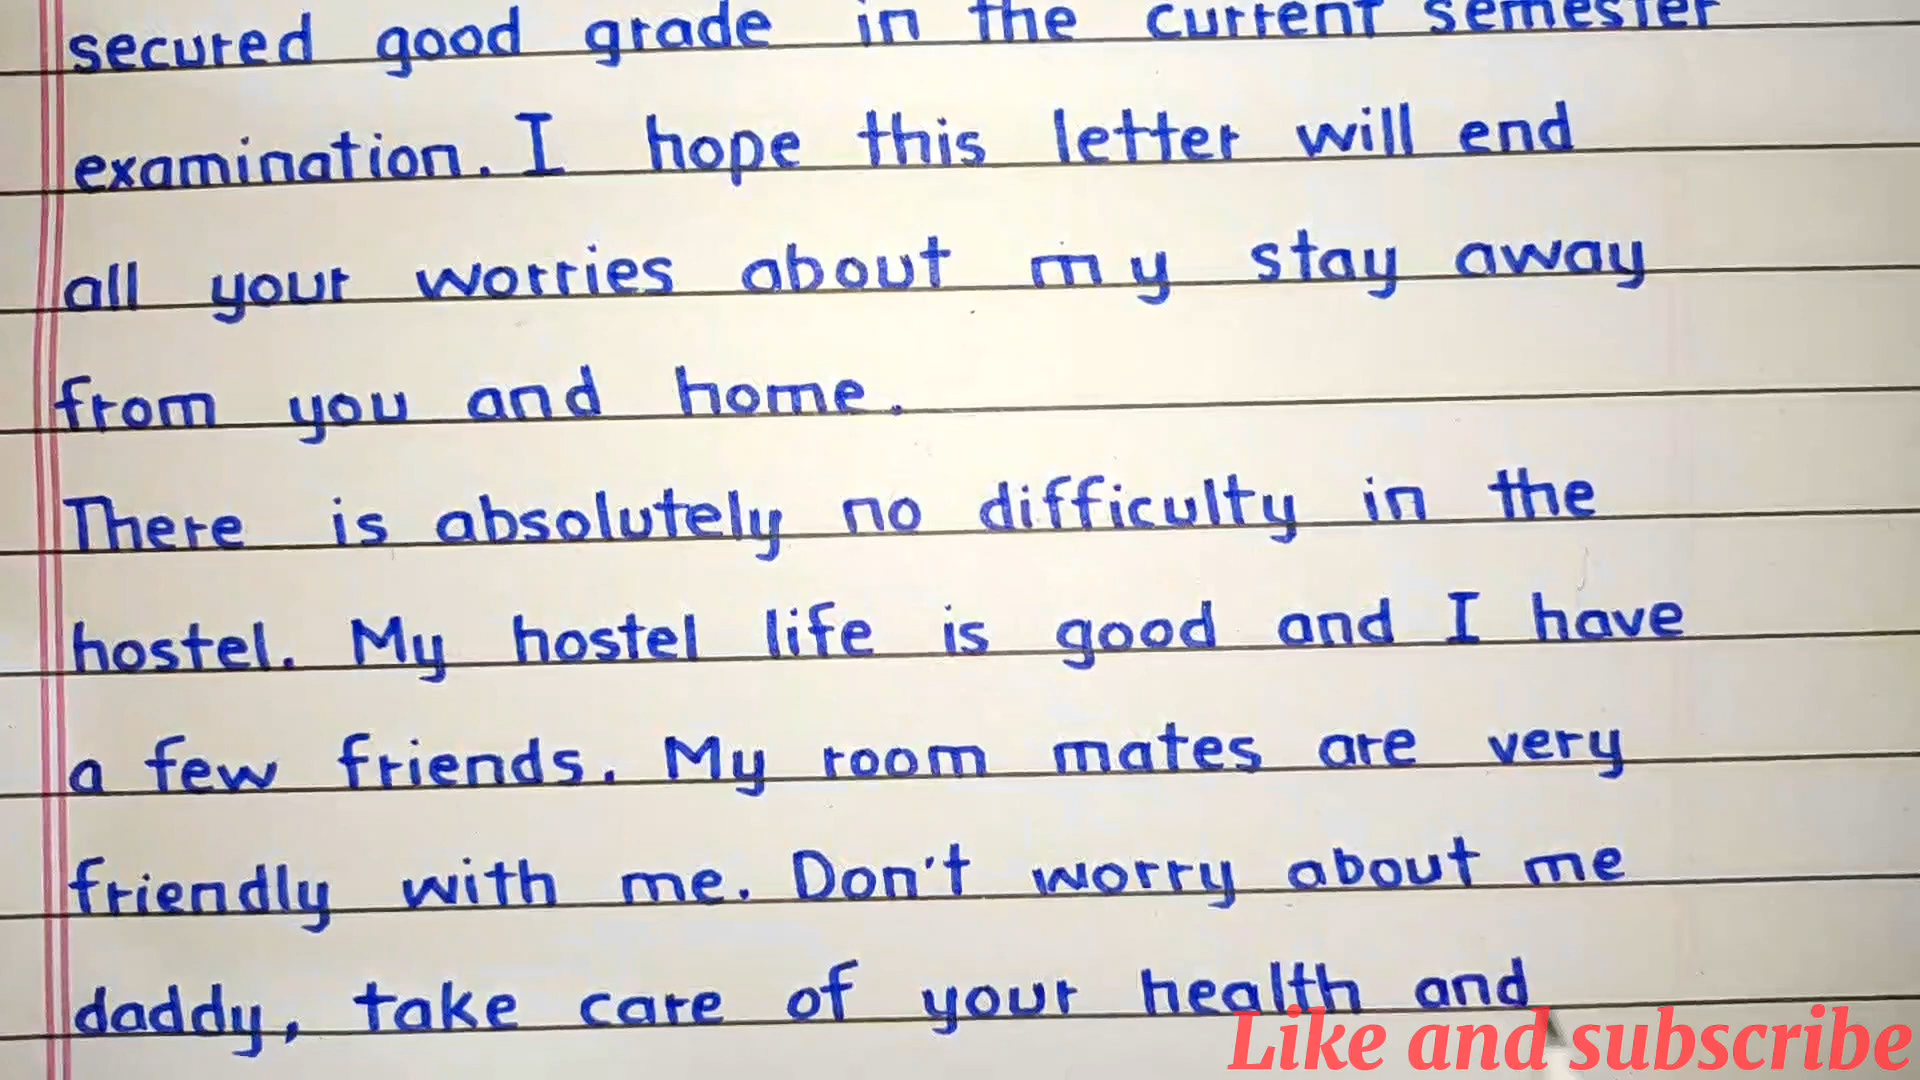 secured good grade in the current semester
examination. I hope this letter will end
all your worries about my stay away
from you and home.
There is absolutely no difficulty in the
hostel. My hostel life is good and I have
a few friends. My room mates are very
friendly with me. Don't worry about me
daddy, take care of your health and
Like and subscribe